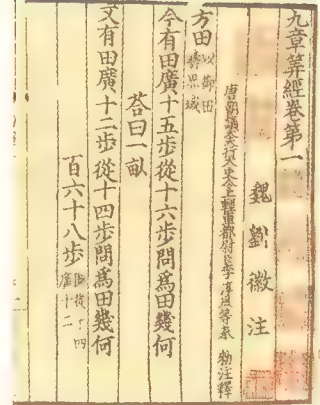 九章筭經卷第一
魏劉徽注
唐朝議大夫行太史令上輕車都尉臣李淳風等奉 勑注釋
方田以御田疇界域
今有田廣十五步從十六步問爲田幾何
荅曰一畝
又有田廣十二步從十四步問爲田幾何
百六十八步
廣十二